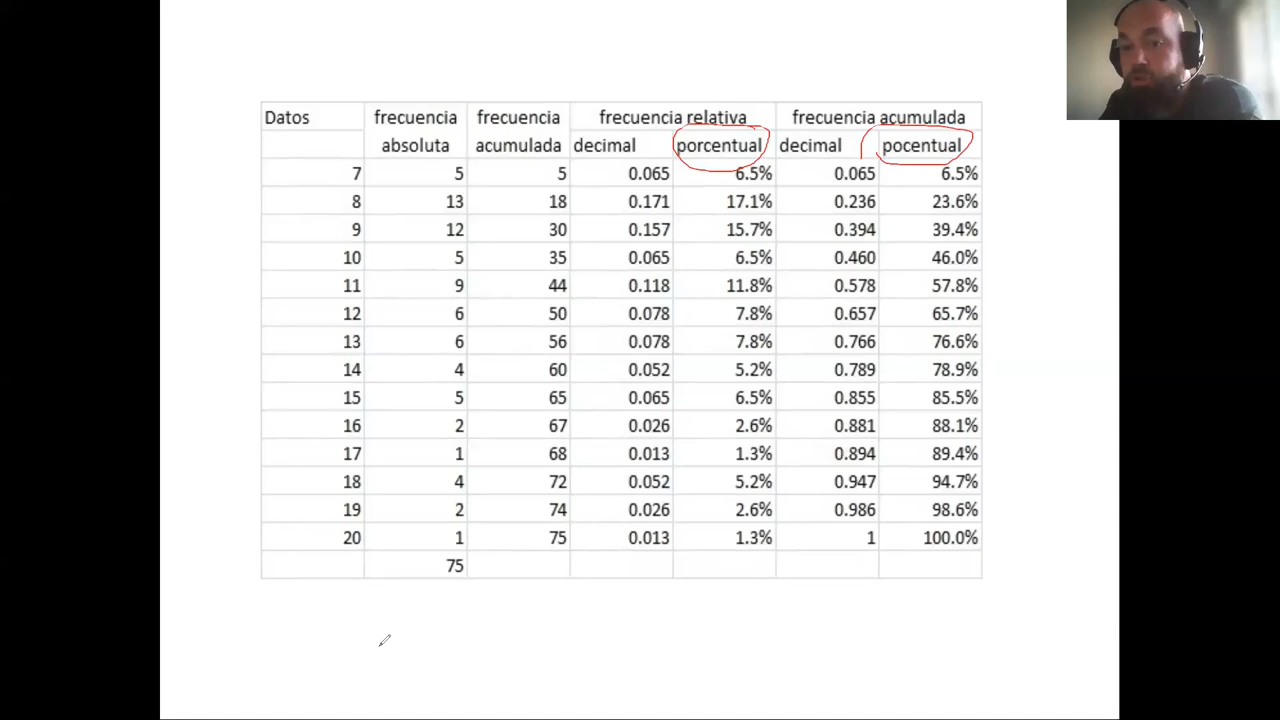 Datos frecuencia frecuencia frecuencia relativa frecuencia acumulada
absoluta acumulada decimal porcentual decimal pocentual
7 5 5 0.065 6.5% 0.065 6.5%
8 13 18 0.171 17.1% 0.236 23.6%
9 12 30 0.157 15.7% 0.394 39.4%
10 5 35 0.065 6.5% 0.460 46.0%
11 9 44 0.118 11.8% 0.578 57.8%
12 6 50 0.078 7.8% 0.657 65.7%
13 6 56 0.078 7.8% 0.766 76.6%
14 4 60 0.052 5.2% 0.789 78.9%
15 5 65 0.065 6.5% 0.855 85.5%
16 2 67 0.026 2.6% 0.881 88.1%
17 1 68 0.013 1.3% 0.894 89.4%
18 4 72 0.052 5.2% 0.947 94.7%
19 2 74 0.026 2.6% 0.986 98.6%
20 1 75 0.013 1.3% 1 100.0%
75